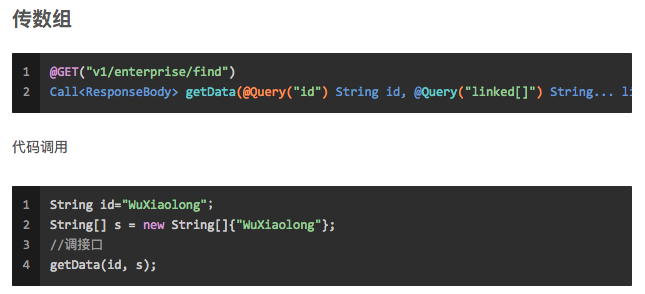 传数组
1 @GET("v1/enterprise/find")
2 Call<ResponseBody> getData(@Query("id") String id, @Query("linked[]") String... li
代码调用
1 String id="WuXiaolong";
2 String[] s = new String[]{"WuXiaolong"};
3 //调接口
4 getData(id, s);